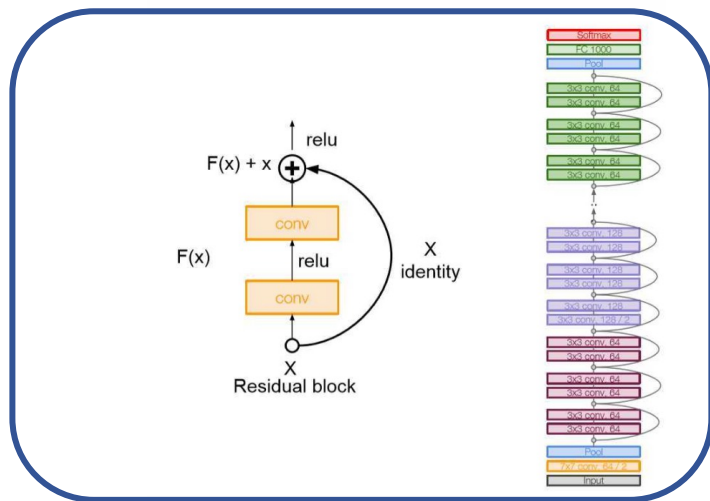 relu
F(x) + x
conv
F(x)
relu
X
identity
conv
X
Residual block
Softmax
FC 1000
Pool
3x3 conv, 64
3x3 conv, 64
3x3 conv, 64
3x3 conv, 64
3x3 conv, 64
3x3 conv, 64
..
3x3 conv, 128
3x3 conv, 128
3x3 conv, 128
3x3 conv, 128
3x3 conv, 128
3x3 conv, 128 / 2
3x3 conv, 64
3x3 conv, 64
3x3 conv, 64
3x3 conv, 64
3x3 conv, 64
3x3 conv, 64
Pool
7x7 conv, 64 / 2
Input